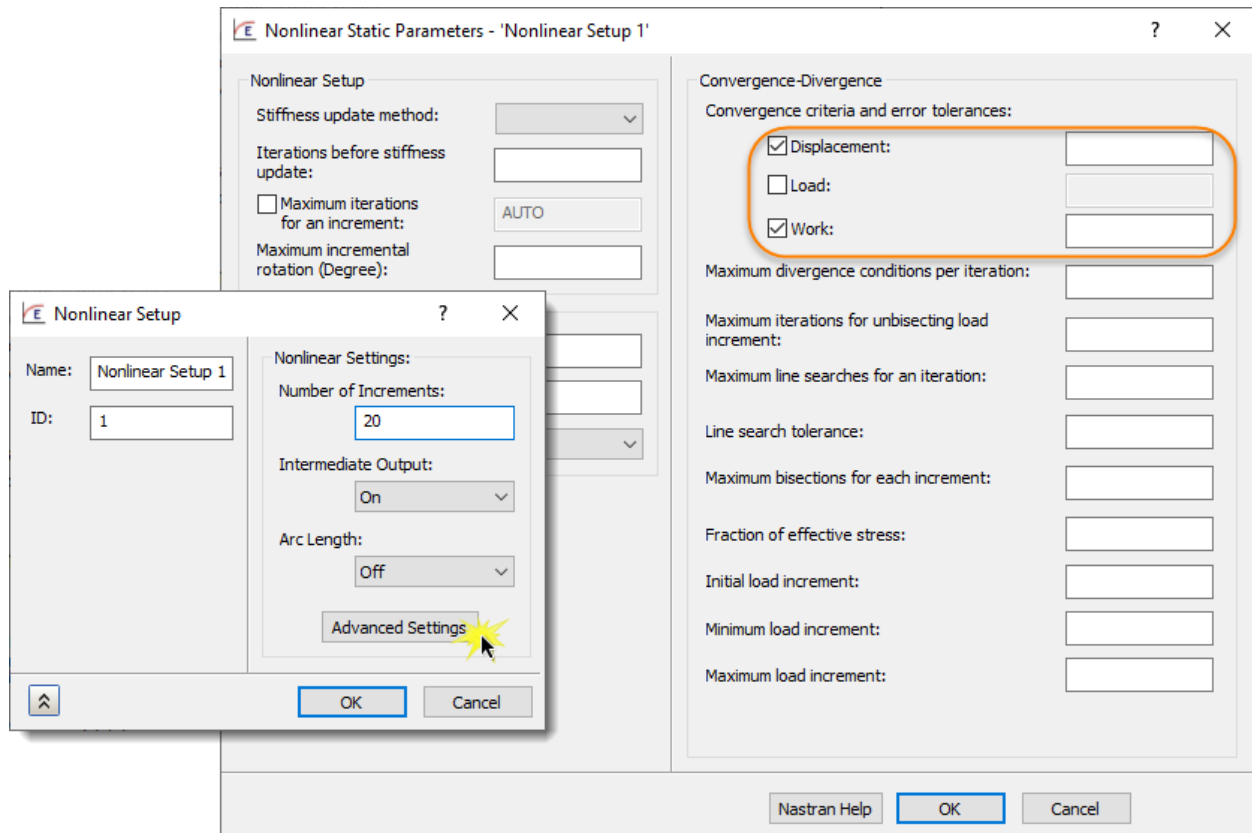 Nonlinear Static Parameters - 'Nonlinear Setup 1'
?
Nonlinear Setup
Stiffness update method:
Iterations before stiffness
update:
Maximum iterations
for an increment:
AUTO
Maximum incremental
rotation (Degree):
Convergence-Divergence
Convergence criteria and error tolerances:
Displacement:
Load:
Work:
Maximum divergence conditions per iteration:
Maximum iterations for unbisecting load
increment:
Maximum line searches for an iteration:
Line search tolerance:
Maximum bisections for each increment:
Fraction of effective stress:
Initial load increment:
Minimum load increment:
Maximum load increment:
Nastran Help
OK
Cancel
E Nonlinear Setup
?
Name:
Nonlinear Setup 1
ID:
1
Nonlinear Settings:
Number of Increments:
20
Intermediate Output:
On
Arc Length:
Off
Advanced Settings
OK
Cancel